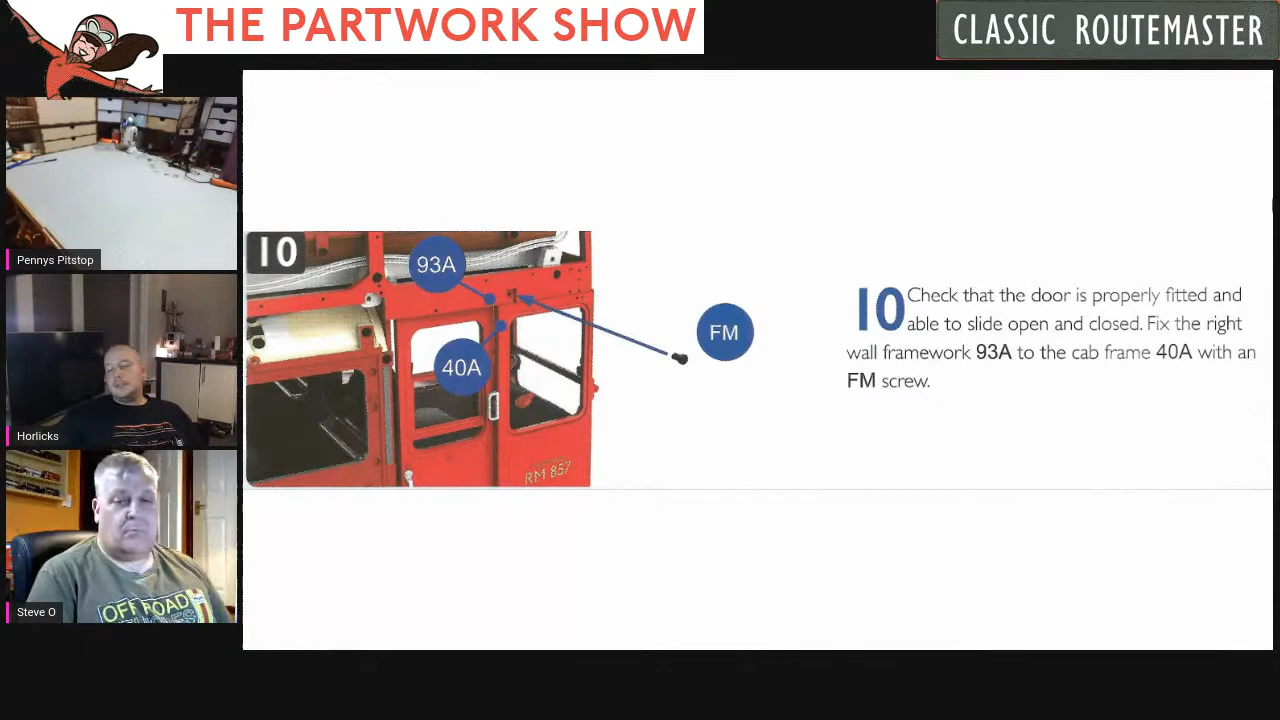 THE PARTWORK SHOW
CLASSIC ROUTEMASTER
Pennys Pitstop
Horlicks
Steve O
OFF ROAD
10
93A
40A
FM
RM 857
10 Check that the door is properly fitted and
able to slide open and closed. Fix the right
wall framework 93A to the cab frame 40A with an
FM screw.